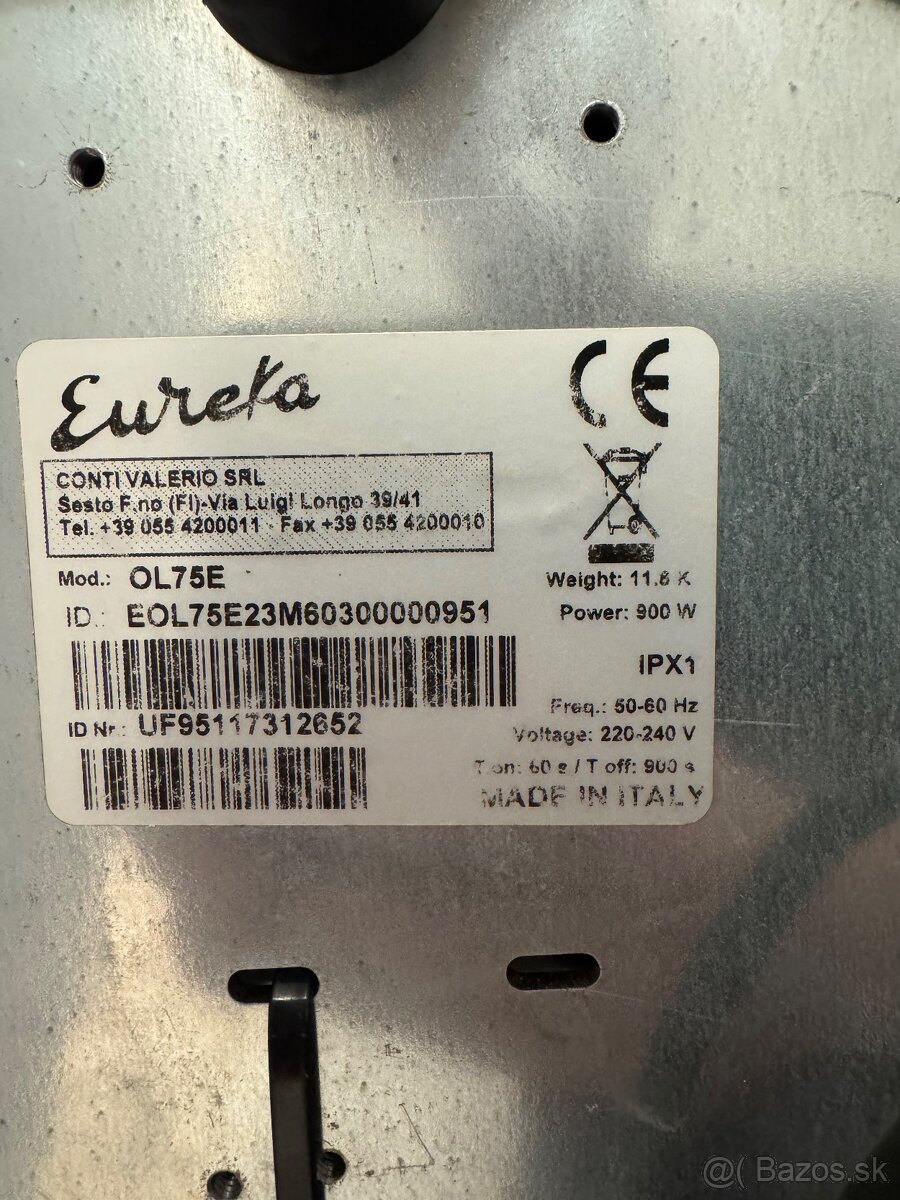 Eureka
CE
CONTI VALERIO SRL
Sesto F.no (FI)-Via Luigi Longo 39/41
Tel. +39 055 4200011 - Fax +39 055 4200010
Mod.: OL75E
Weight: 11.8 K
ID.: EOL75E23M60300000951
Power: 900 W
IPX1
ID Nr.: UF95117312652
Freq.: 50-60 Hz
Voltage: 220-240 V
T on: 60 s / T off: 900 s
MADE IN ITALY
@( Bazos.sk